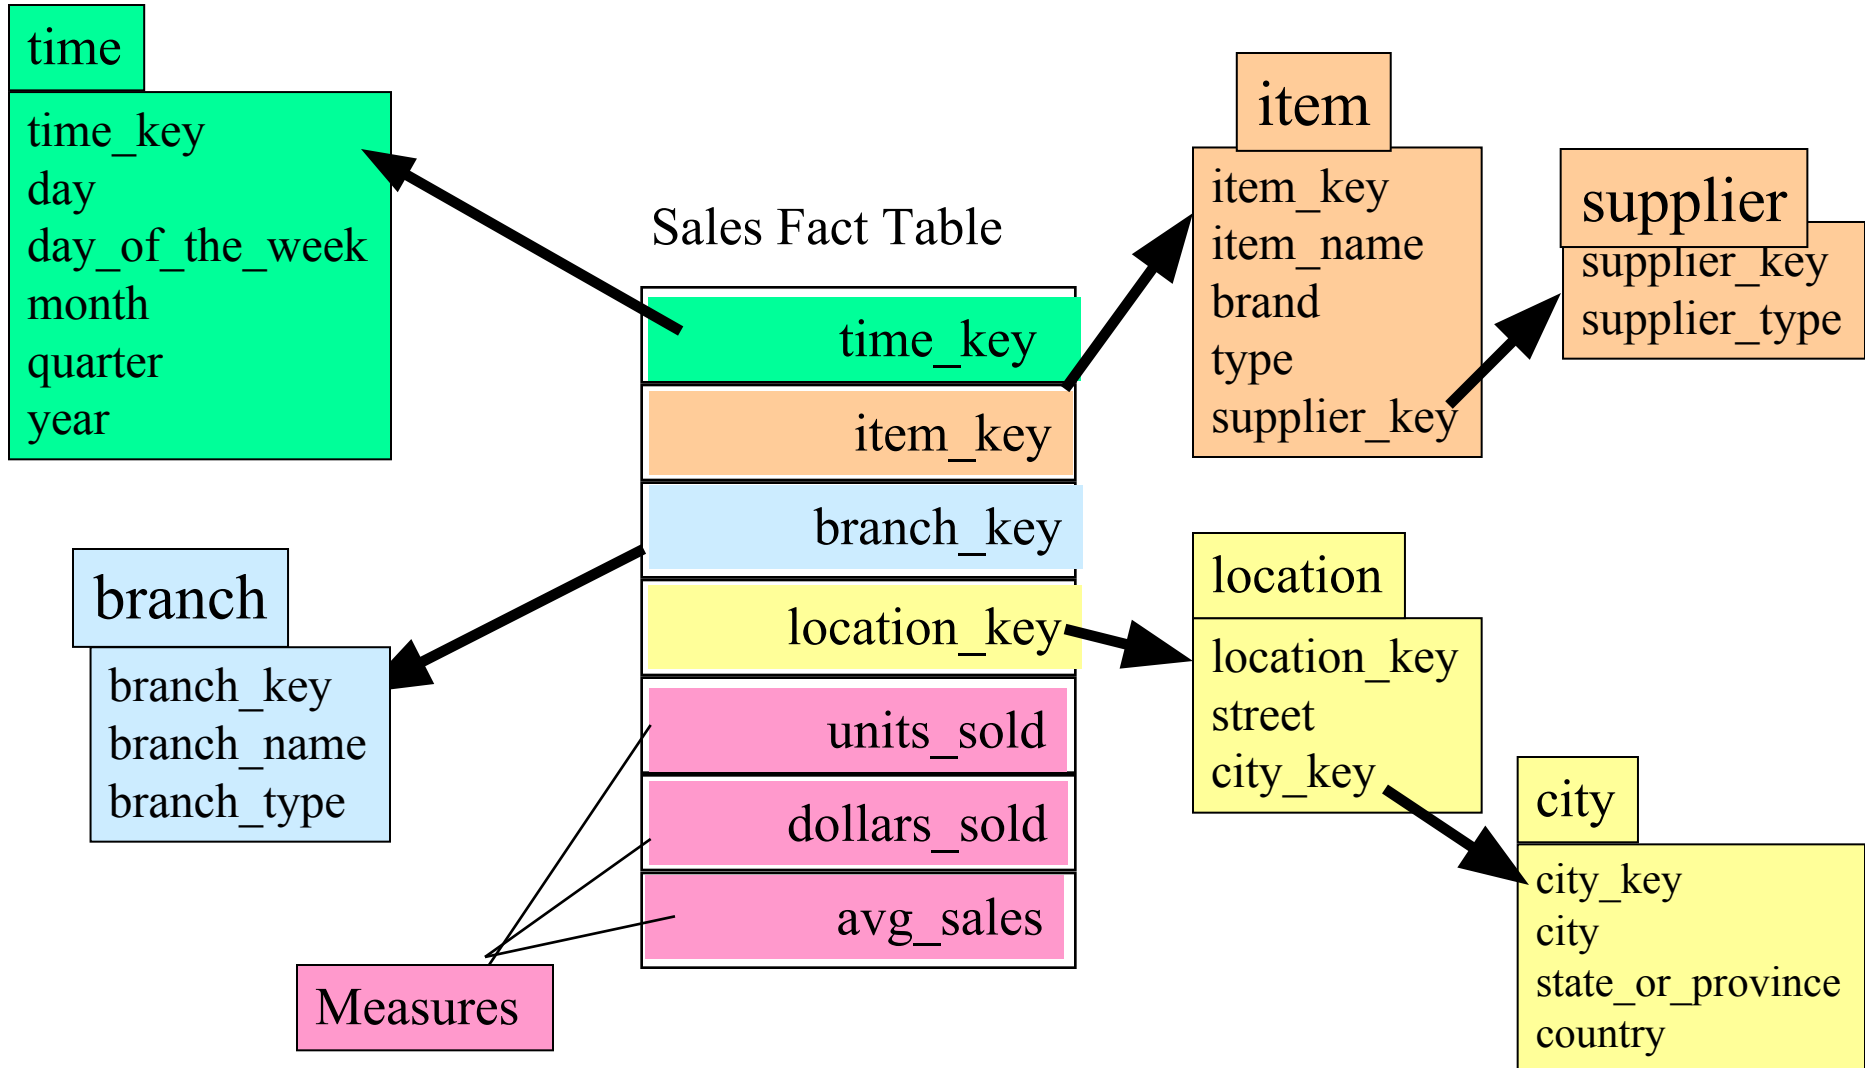 time
time_key
day
day_of_the_week
month
quarter
year
Sales Fact Table
time_key
item_key
branch_key
location_key
units_sold
dollars_sold
avg_sales
Measures
branch
branch_key
branch_name
branch_type
item
item_key
item_name
brand
type
supplier_key
supplier
supplier_key
supplier_type
location
location_key
street
city_key
city
city_key
city
state_or_province
country